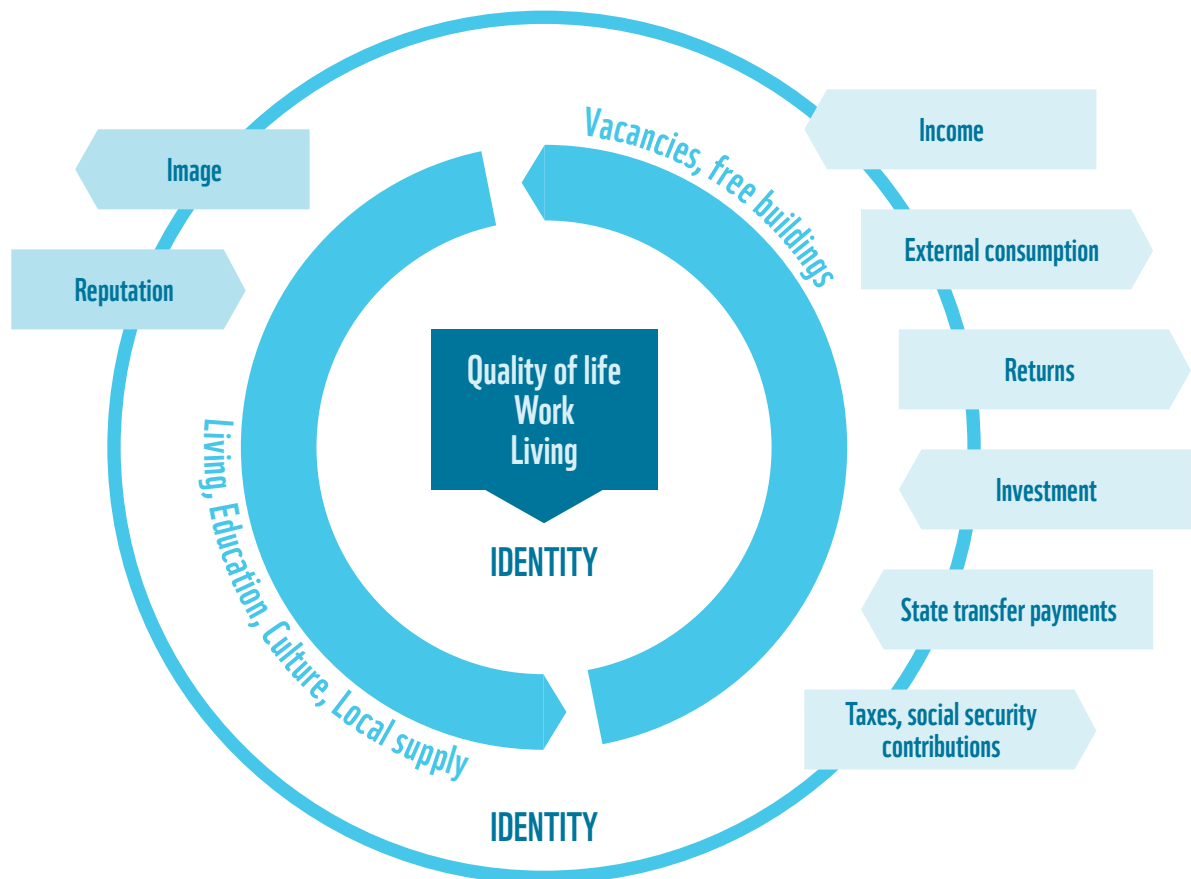 Vacancies, free buildings
Income
Image
External consumption
Reputation
Quality of life
Work
Living
Returns
Living, Education, Culture, Local supply
Investment
IDENTITY
State transfer payments
Taxes, social security
contributions
IDENTITY